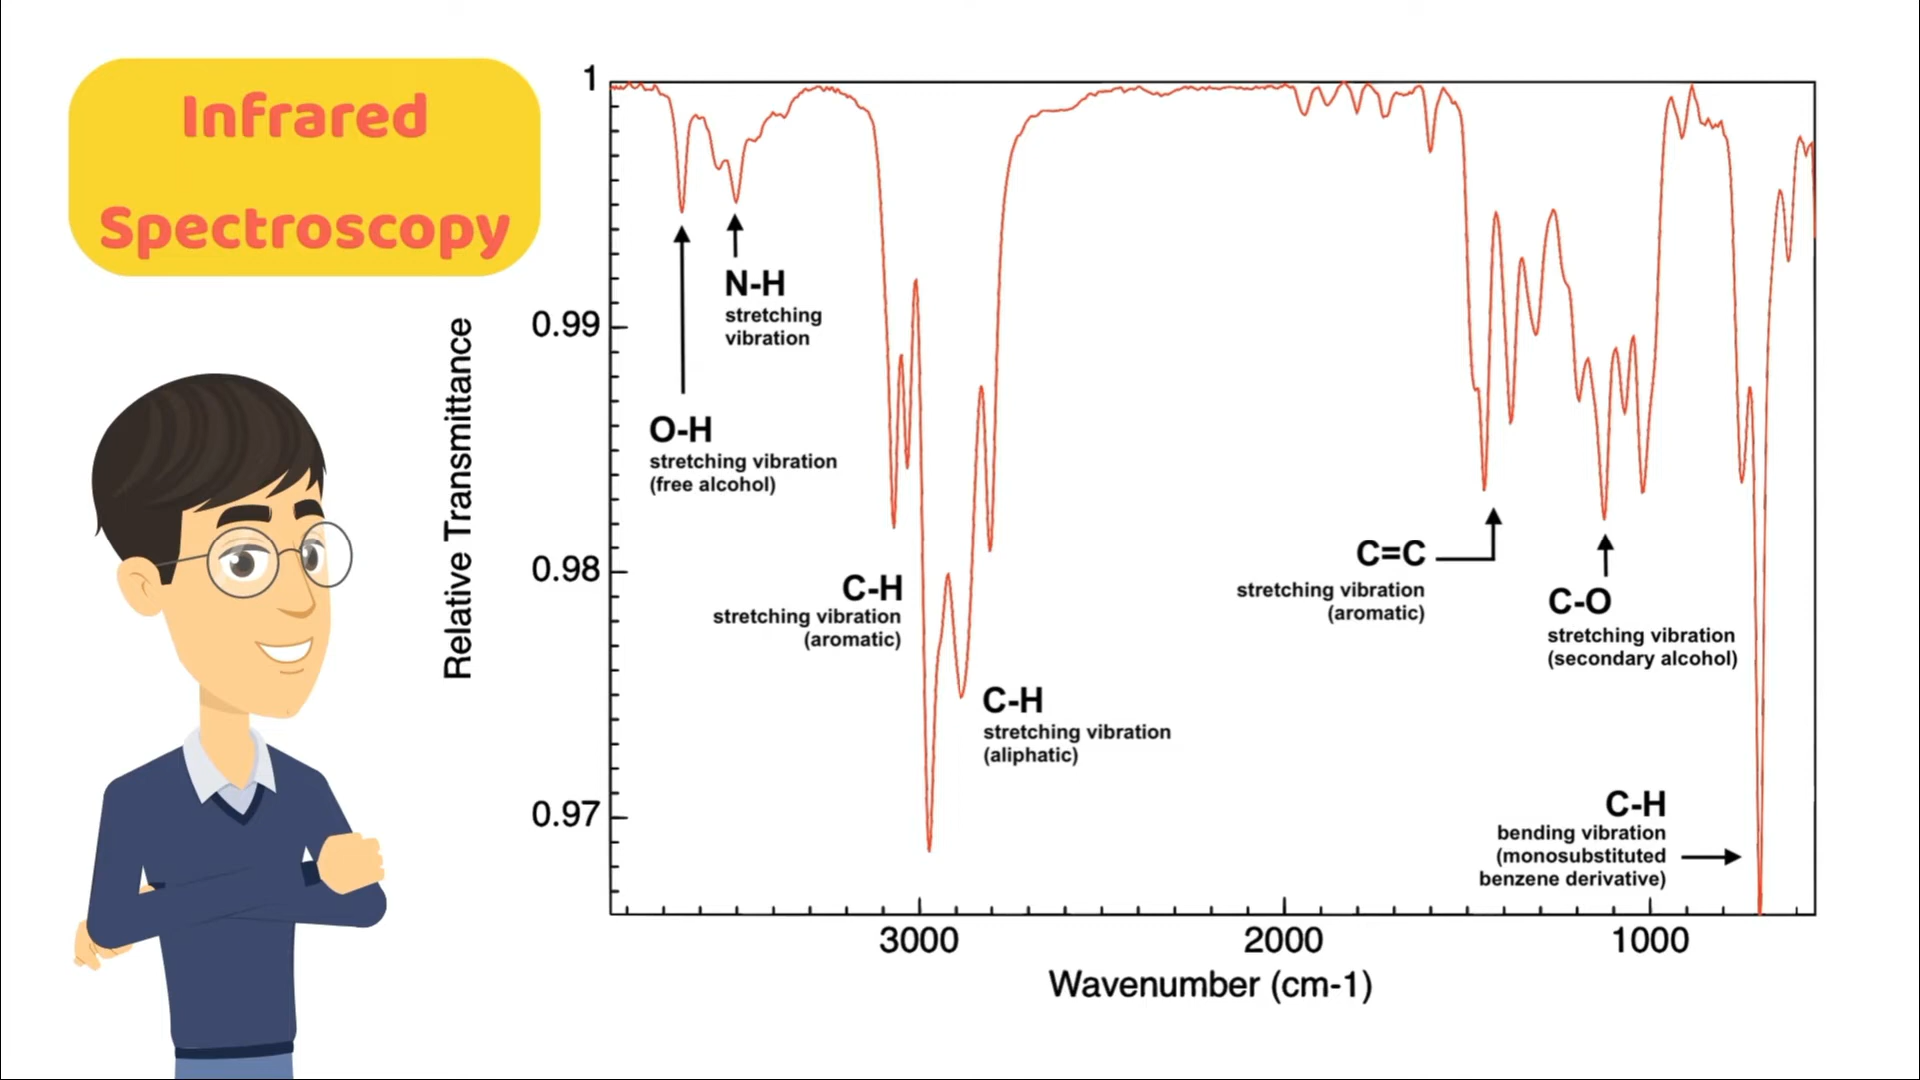 Infrared
Spectroscopy
1
0.99
0.98
0.97
Relative Transmittance
N-H
stretching
vibration
O-H
stretching vibration
(free alcohol)
C-H
stretching vibration
(aromatic)
C-H
stretching vibration
(aliphatic)
C=C
stretching vibration
(aromatic)
C-O
stretching vibration
(secondary alcohol)
C-H
bending vibration
(monosubstituted
benzene derivative)
3000 2000 1000
Wavenumber (cm-1)